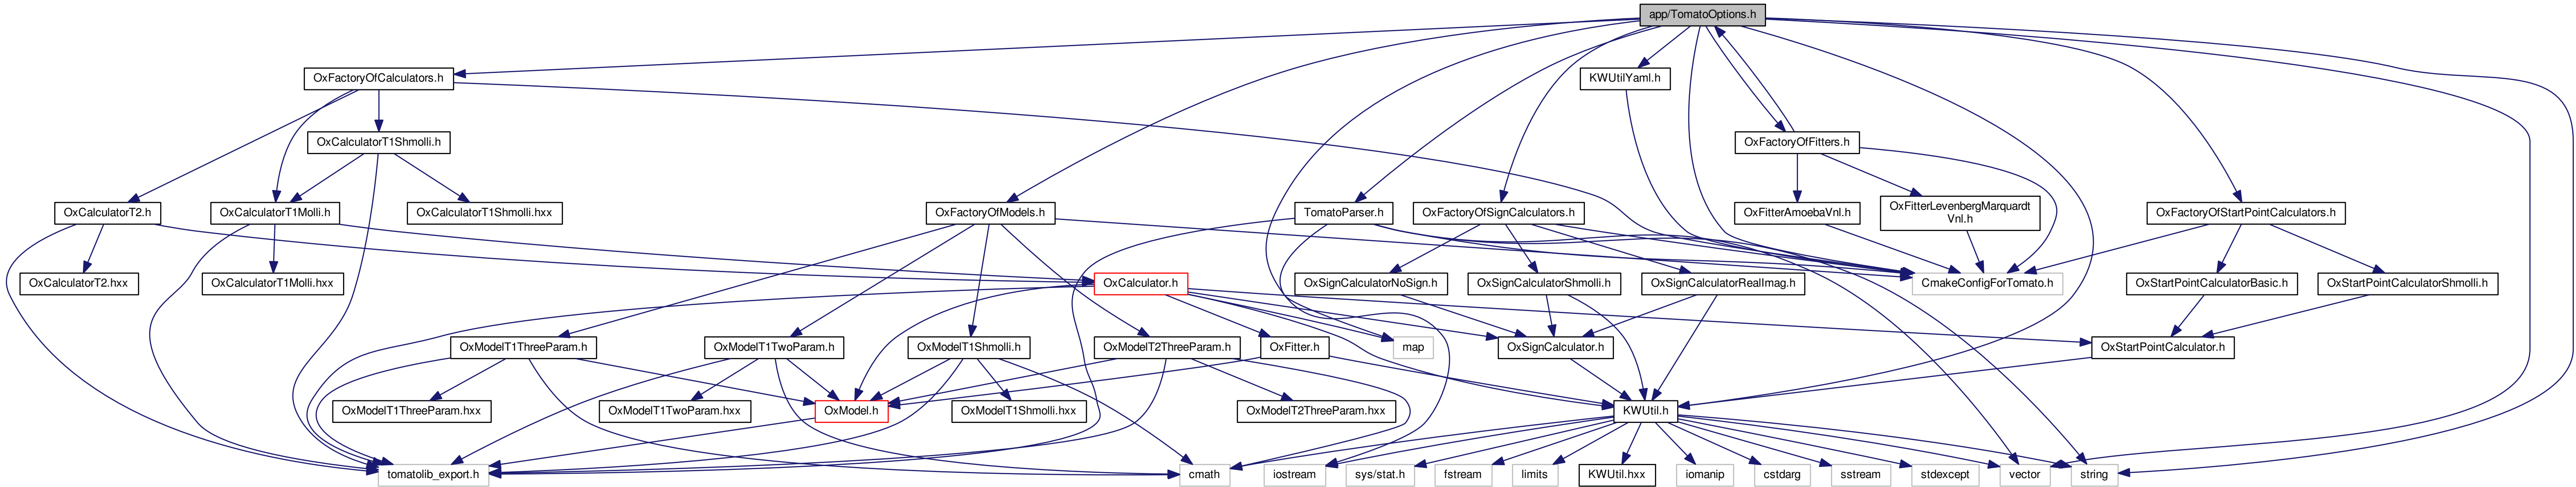 app/TomatoOptions.h
OxFactoryOfCalculators.h
KWUtilYaml.h
OxCalculatorT1Shmolli.h
OxFactoryOfFitters.h
OxCalculatorT2.h
OxCalculatorT1Molli.h
OxCalculatorT1Shmolli.hxx
OxFactoryOfModels.h
TomatoParser.h
OxFactoryOfSignCalculators.h
OxFitterAmoebaVnl.h
OxFitterLevenbergMarquardt
Vnl.h
OxFactoryOfStartPointCalculators.h
OxCalculatorT2.hxx
OxCalculatorT1Molli.hxx
OxCalculator.h
OxSignCalculatorNoSign.h
OxSignCalculatorShmolli.h
OxSignCalculatorRealImag.h
CmakeConfigForTomato.h
OxStartPointCalculatorBasic.h
OxStartPointCalculatorShmolli.h
OxModelT1ThreeParam.h
OxModelT1TwoParam.h
OxModelT1Shmolli.h
OxModelT2ThreeParam.h
OxFitter.h
map
OxSignCalculator.h
OxStartPointCalculator.h
OxModelT1ThreeParam.hxx
OxModelT1TwoParam.hxx
OxModel.h
OxModelT1Shmolli.hxx
OxModelT2ThreeParam.hxx
KWUtil.h
tomatolib_export.h
cmath
iostream
sys/stat.h
fstream
limits
KWUtil.hxx
iomanip
cstdarg
sstream
stdexcept
vector
string